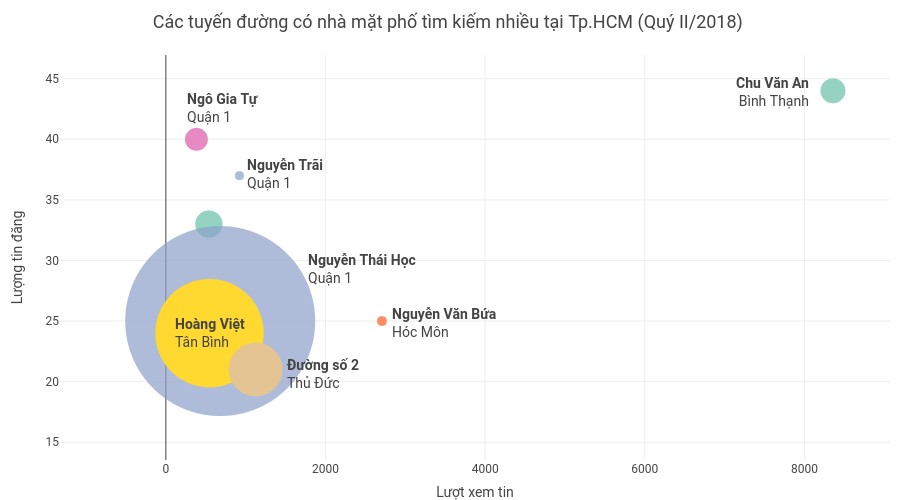 Các tuyến đường có nhà mặt phố tìm kiếm nhiều tại Tp.HCM (Quý II/2018)
45
Chu Văn An
Bình Thạnh
Ngô Gia Tự
Quận 1
40
Nguyễn Trãi
Quận 1
35
Lượng tin đăng
30
Nguyễn Thái Học
Quận 1
25
Nguyễn Văn Bứa
Hóc Môn
Hoàng Việt
Tân Bình
Đường số 2
Thủ Đức
20
15
0
2000
4000
6000
8000
Lượt xem tin